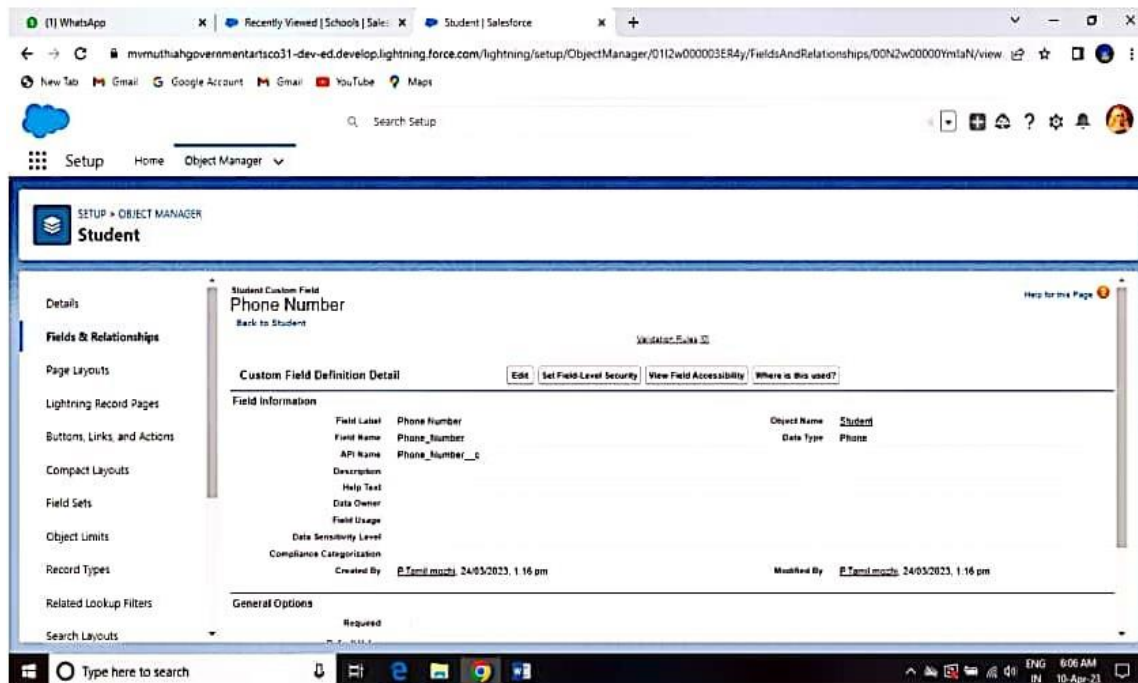 (1) WhatsApp
Recently Viewed | Schools | Sale:
Student | Salesforce
mvmuthiahgovernmentartsco31-dev-ed.develop.lightning.force.com/lightning/setup/ObjectManager/01I2w000003ER4y/FieldsAndRelationships/00N2w00000YmIaN/view
New Tab Gmail Google Account Gmail YouTube Maps
Search Setup
Setup Home Object Manager
SETUP > OBJECT MANAGER
Student
Details
Fields & Relationships
Page Layouts
Lightning Record Pages
Buttons, Links, and Actions
Compact Layouts
Field Sets
Object Limits
Record Types
Related Lookup Filters
Search Layouts
Student Custom Field
Phone Number
Back to Student
Help for this Page
Validation Rules [0]
Custom Field Definition Detail
Edit Set Field-Level Security View Field Accessibility Where is this used?
Field Information
Field Label Phone Number Object Name Student
Field Name Phone_Number Data Type Phone
API Name Phone_Number__c
Description
Help Text
Data Owner
Field Usage
Data Sensitivity Level
Compliance Categorization
Created By P.Tamil mozhi, 24/03/2023, 1:16 pm Modified By P.Tamil mozhi, 24/03/2023, 1:16 pm
General Options
Required
Type here to search
ENG 6:06 AM
IN 10-Apr-23